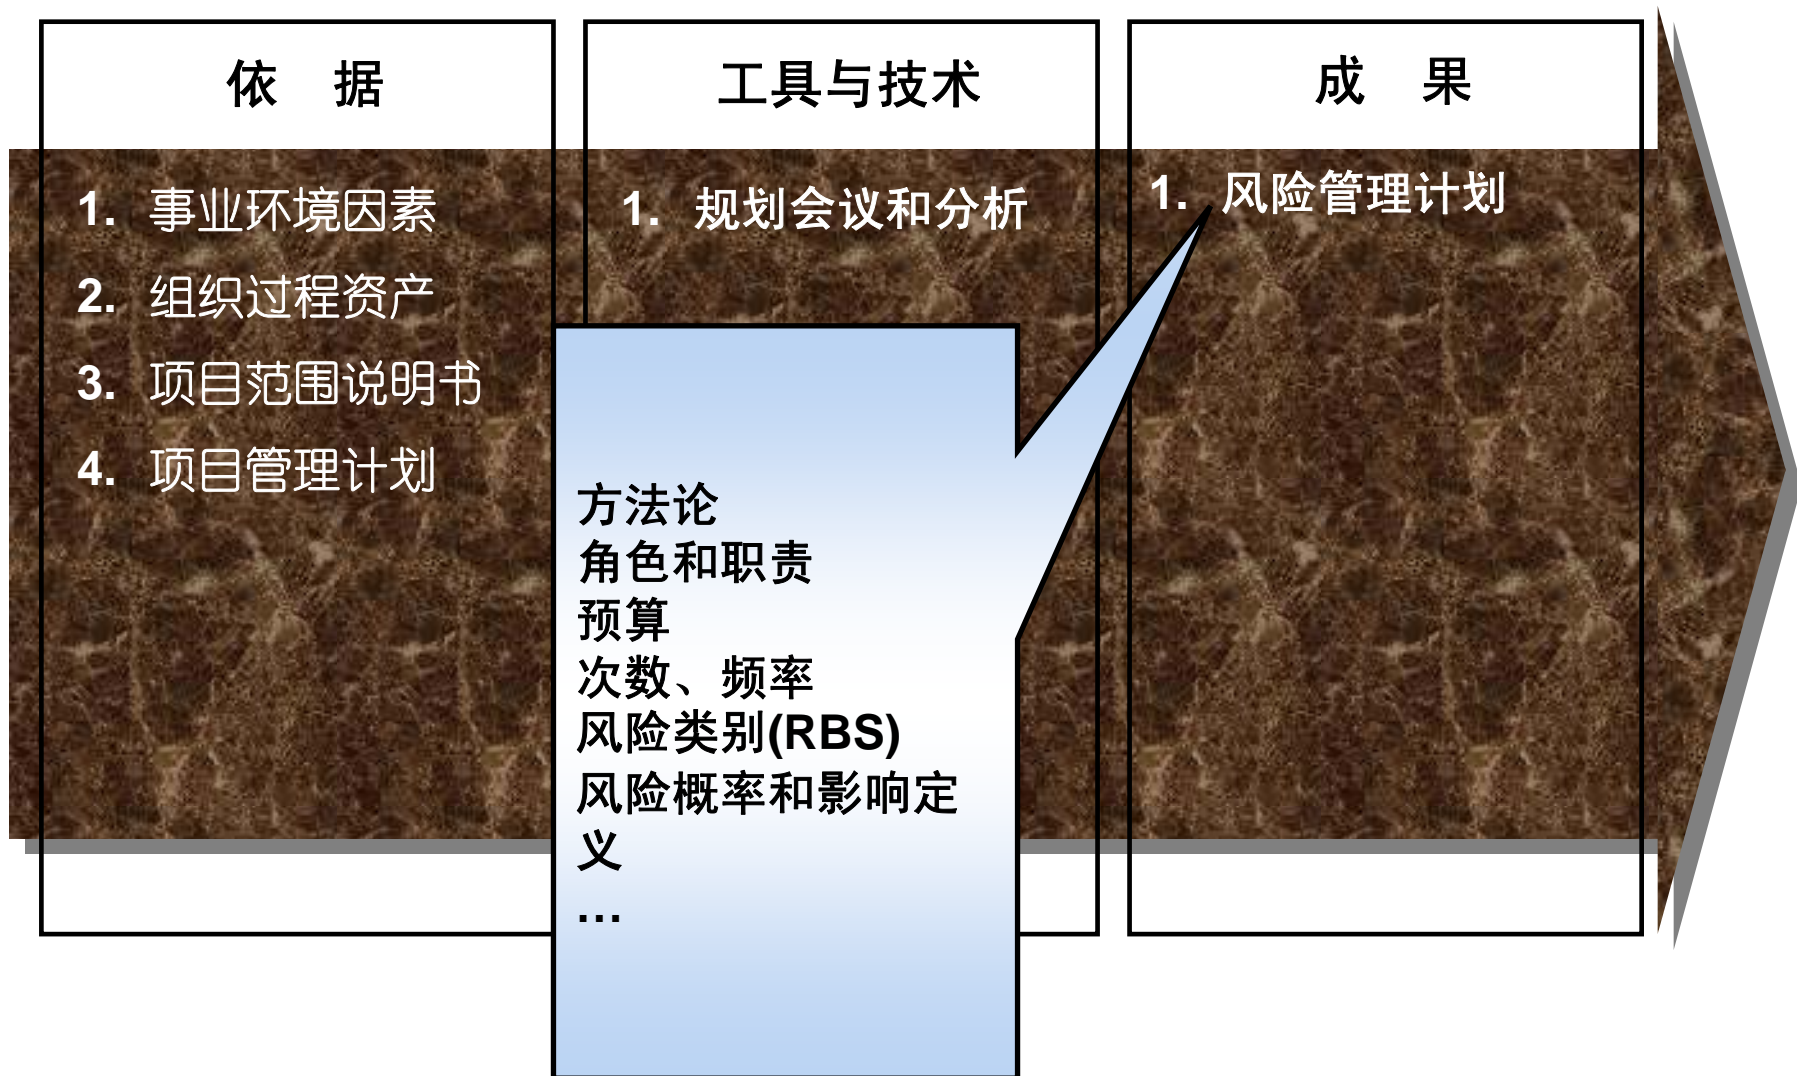 依 据
1. 事业环境因素
2. 组织过程资产
3. 项目范围说明书
4. 项目管理计划
工具与技术
1. 规划会议和分析
成 果
1. 风险管理计划
方法论
角色和职责
预算
次数、频率
风险类别(RBS)
风险概率和影响定
义
…